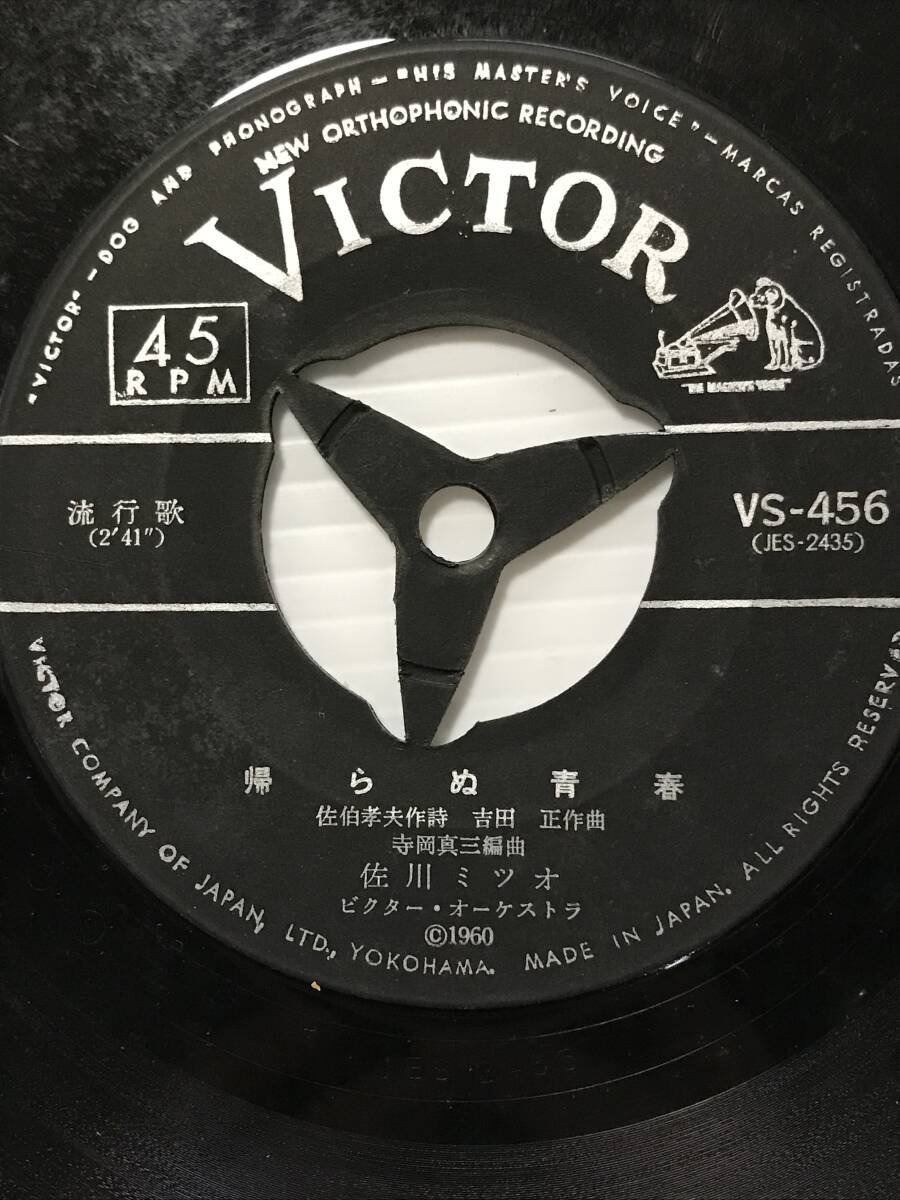 "VICTOR" – DOG AND PHONOGRAPH – "HIS MASTER'S VOICE" – MARCAS REGISTRADAS
NEW ORTHOPHONIC RECORDING
VICTOR
45
RPM
"HIS MASTER'S VOICE"
流行歌
(2'41")
VS-456
(JES-2435)
帰らぬ青春
佐伯孝夫作詩 吉田 正作曲
寺岡真三編曲
佐川ミツオ
ビクター・オーケストラ
©1960
VICTOR COMPANY OF JAPAN, LTD., YOKOHAMA. MADE IN JAPAN. ALL RIGHTS RESERVED